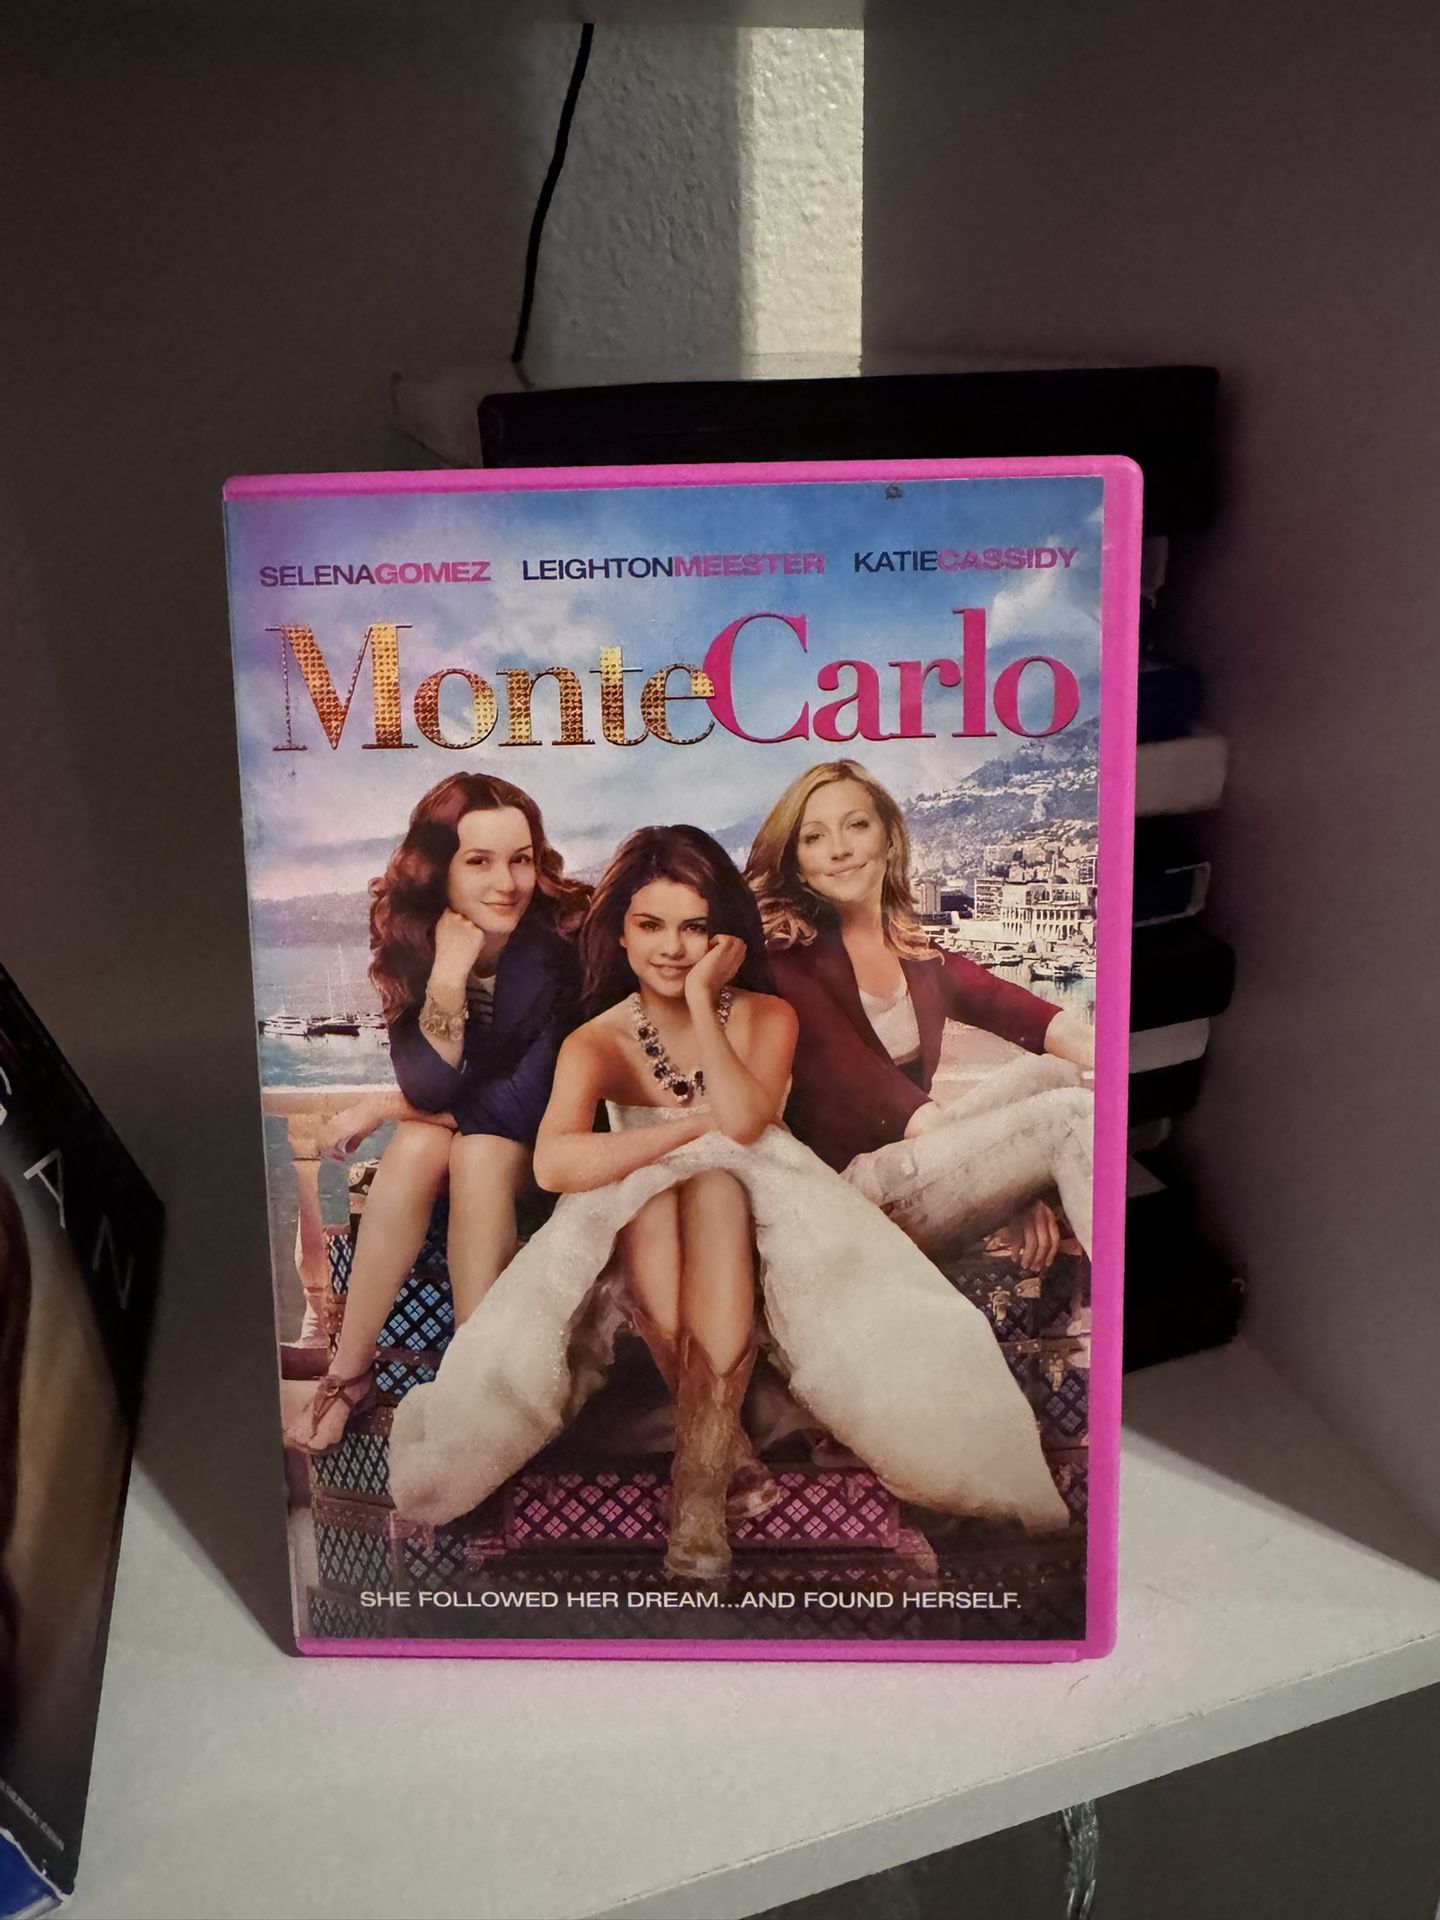 SELENAGOMEZ LEIGHTONMEESTER KATIECASSIDY
MonteCarlo
SHE FOLLOWED HER DREAM...AND FOUND HERSELF.